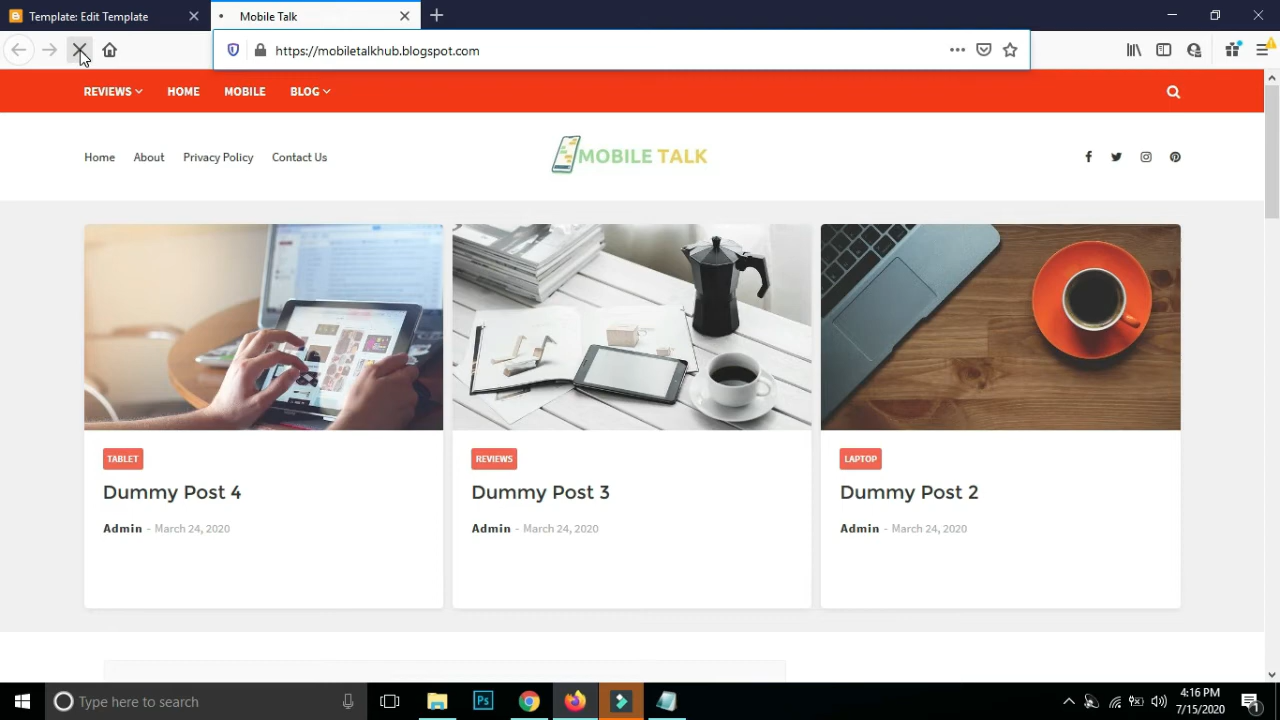 Template: Edit Template
Mobile Talk
https://mobiletalkhub.blogspot.com
REVIEWS HOME MOBILE BLOG
Home About Privacy Policy Contact Us
MOBILE TALK
TABLET
Dummy Post 4
Admin - March 24, 2020
REVIEWS
Dummy Post 3
Admin - March 24, 2020
LAPTOP
Dummy Post 2
Admin - March 24, 2020
Type here to search
Ps
4:16 PM
7/15/2020
1